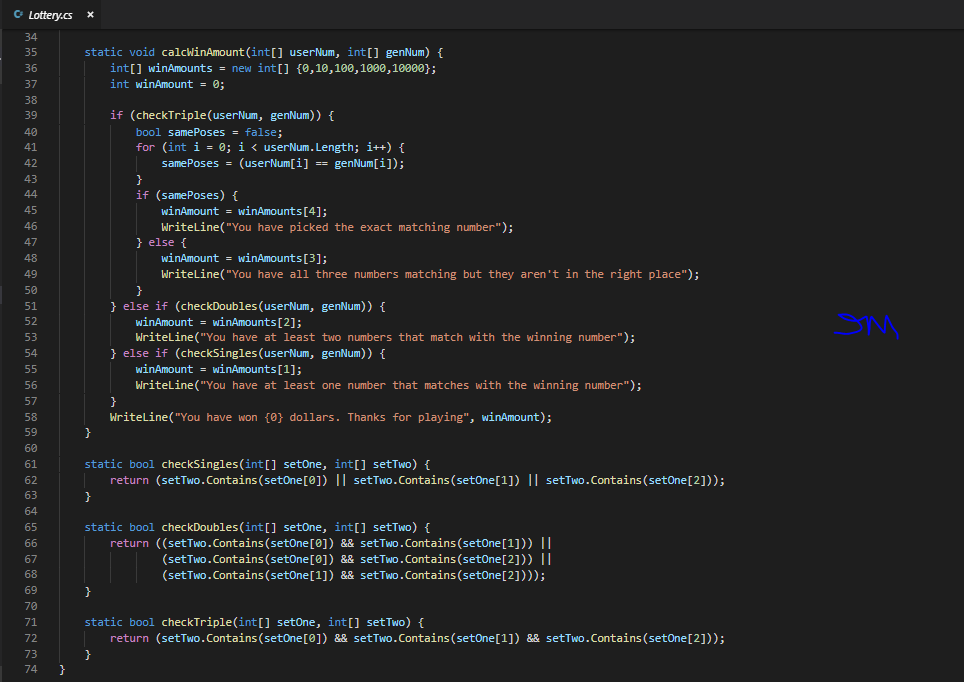 Lottery.cs
34
35 static void calcWinAmount(int[] userNum, int[] genNum) {
36 int[] winAmounts = new int[] {0,10,100,1000,10000};
37 int winAmount = 0;
38
39 if (checkTriple(userNum, genNum)) {
40 bool samePoses = false;
41 for (int i = 0; i < userNum.Length; i++) {
42 samePoses = (userNum[i] == genNum[i]);
43 }
44 if (samePoses) {
45 winAmount = winAmounts[4];
46 WriteLine("You have picked the exact matching number");
47 } else {
48 winAmount = winAmounts[3];
49 WriteLine("You have all three numbers matching but they aren't in the right place");
50 }
51 } else if (checkDoubles(userNum, genNum)) {
52 winAmount = winAmounts[2];
53 WriteLine("You have at least two numbers that match with the winning number");
54 } else if (checkSingles(userNum, genNum)) {
55 winAmount = winAmounts[1];
56 WriteLine("You have at least one number that matches with the winning number");
57 }
58 WriteLine("You have won {0} dollars. Thanks for playing", winAmount);
59 }
60
61 static bool checkSingles(int[] setOne, int[] setTwo) {
62 return (setTwo.Contains(setOne[0]) || setTwo.Contains(setOne[1]) || setTwo.Contains(setOne[2]));
63 }
64
65 static bool checkDoubles(int[] setOne, int[] setTwo) {
66 return ((setTwo.Contains(setOne[0]) && setTwo.Contains(setOne[1])) ||
67 (setTwo.Contains(setOne[0]) && setTwo.Contains(setOne[2])) ||
68 (setTwo.Contains(setOne[1]) && setTwo.Contains(setOne[2])));
69 }
70
71 static bool checkTriple(int[] setOne, int[] setTwo) {
72 return (setTwo.Contains(setOne[0]) && setTwo.Contains(setOne[1]) && setTwo.Contains(setOne[2]));
73 }
74 }